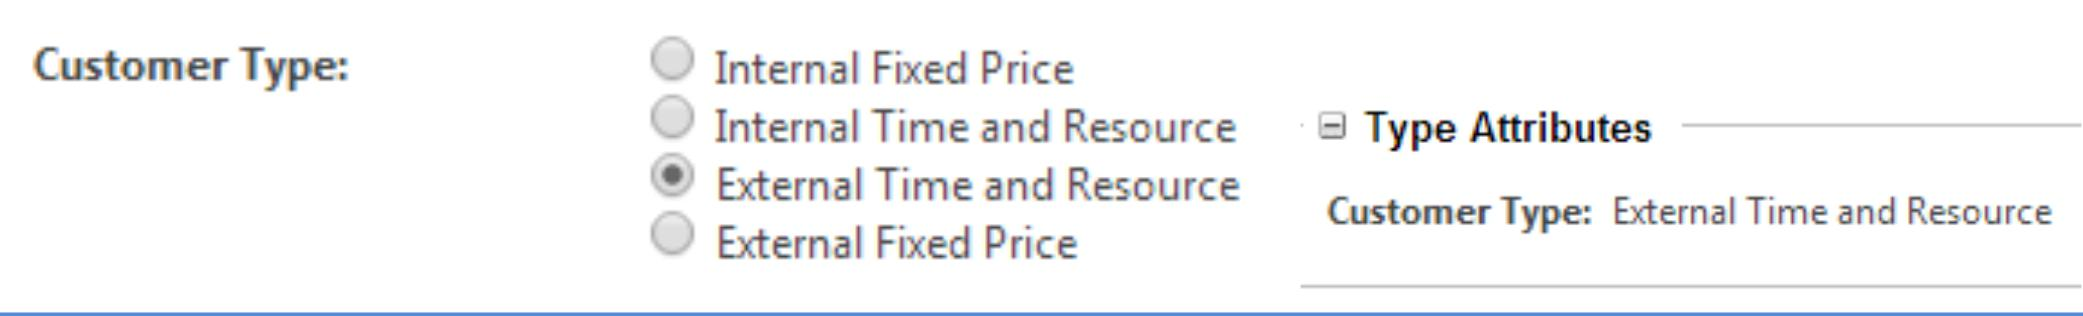 Customer Type:
Internal Fixed Price
Internal Time and Resource
External Time and Resource
External Fixed Price
Type Attributes
Customer Type: External Time and Resource